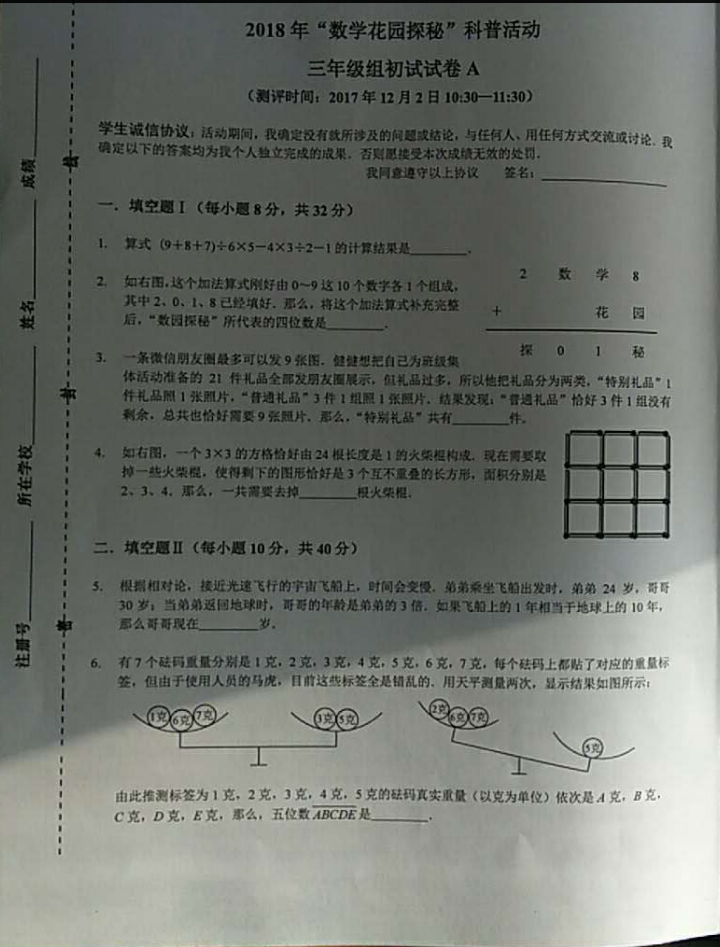 2018年“数学花园探秘”科普活动
三年级组初试试卷A
（测评时间：2017年12月2日10:30—11:30）
学生诚信协议：活动期间，我确定没有就所涉及的问题或结论，与任何人、用任何方式交流或讨论。我
确定以下的答案均为我个人独立完成的成果。否则愿接受本次成绩无效的处罚。
我同意遵守以上协议 签名：
一．填空题Ⅰ（每小题8分，共32分）
1. 算式（9+8+7)÷6×5－4×3÷2－1的计算结果是________．
2. 如右图，这个加法算式刚好由0～9这10个数字各1个组成，
其中2、0、1、8已经填好．那么，将这个加法算式补充完整
后，“数园探秘”所代表的四位数是________．
2 数 学 8
+ 花 园
探 0 1 秘
3. 一条微信朋友圈最多可以发9张图．健健想把自己为班级集
体活动准备的21件礼品全部发朋友圈展示，但礼品过多，所以他把礼品分为两类，“特别礼品”1
件礼品照1张照片，“普通礼品”3件1组照1张照片．结果发现：“普通礼品”恰好3件1组没有
剩余，总共也恰好需要9张照片．那么，“特别礼品”共有________件．
4. 如右图，一个3×3的方格恰好由24根长度是1的火柴棍构成．现在需要取
掉一些火柴棍，使得剩下的图形恰好是3个互不重叠的长方形，面积分别是
2、3、4．那么，一共需要去掉________根火柴棍．
二．填空题Ⅱ（每小题10分，共40分）
5. 根据相对论，接近光速飞行的宇宙飞船上，时间会变慢．弟弟乘坐飞船出发时，弟弟24岁，哥哥
30岁；当弟弟返回地球时，哥哥的年龄是弟弟的3倍．如果飞船上的1年相当于地球上的10年，
那么哥哥现在________岁．
6. 有7个砝码重量分别是1克，2克，3克，4克，5克，6克，7克，每个砝码上都贴了对应的重量标
签，但由于使用人员的马虎，目前这些标签全是错乱的．用天平测量两次，显示结果如图所示：
1克 6克 7克 3克 5克 2克 6克 7克 5克
由此推测标签为1克，2克，3克，4克，5克的砝码真实重量（以克为单位）依次是A克，B克，
C克，D克，E克，那么，五位数ABCDE是________．
成绩
姓名
所在学校
注册号
密
封
线